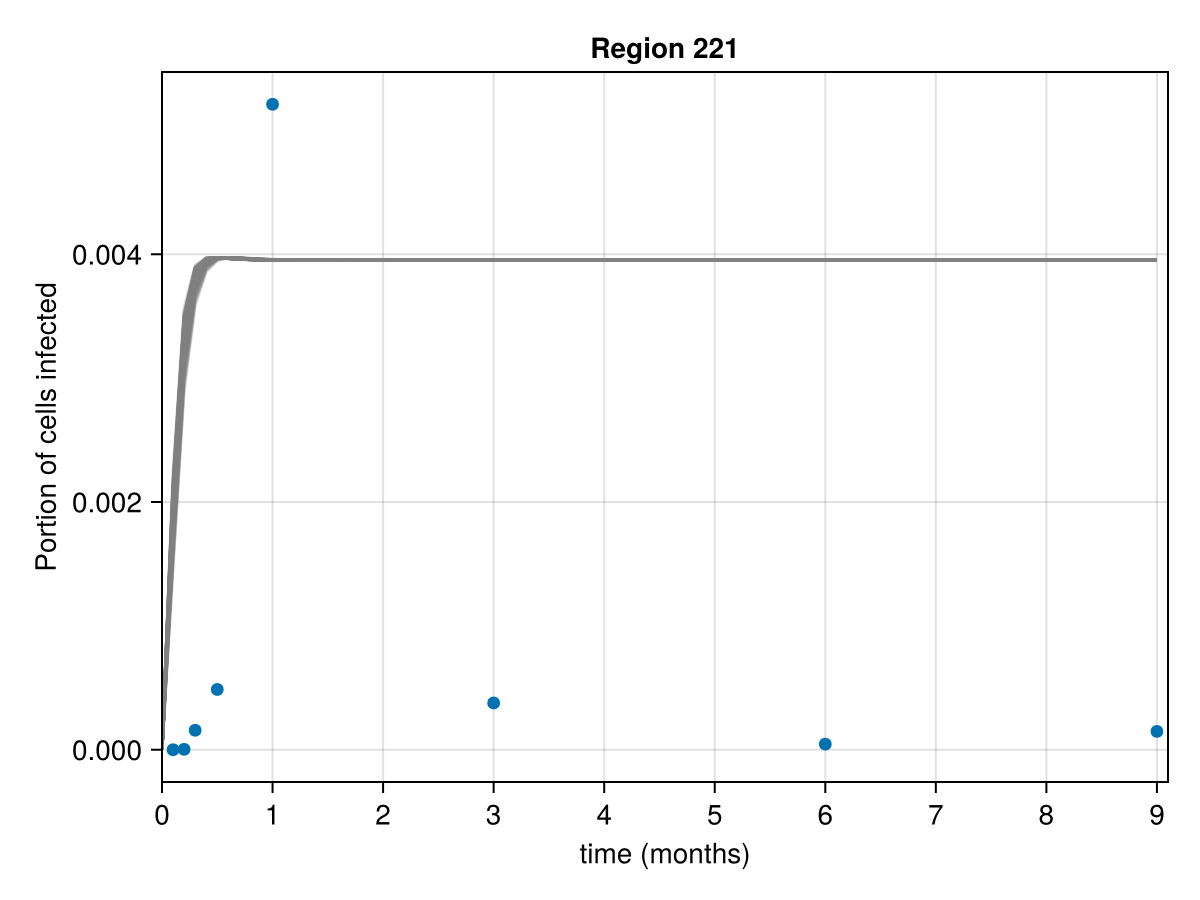 Region 221
Portion of cells infected
0.004
0.002
0.000
0 1 2 3 4 5 6 7 8 9
time (months)